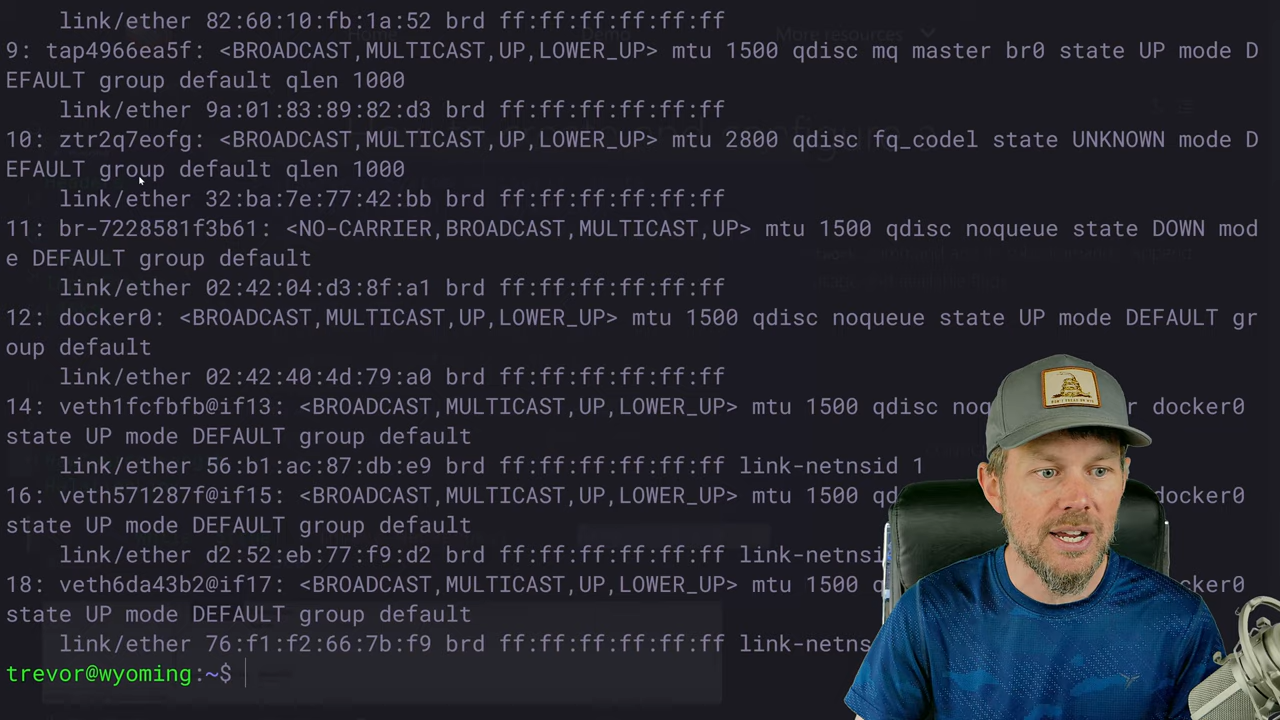 link/ether 82:60:10:fb:1a:52 brd ff:ff:ff:ff:ff:ff
Home Demo More resources
9: tap4966ea5f: <BROADCAST,MULTICAST,UP,LOWER_UP> mtu 1500 qdisc mq master br0 state UP mode D
EFAULT group default qlen 1000
link/ether 9a:01:83:89:82:d3 brd ff:ff:ff:ff:ff:ff
10: ztr2q7eofg: <BROADCAST,MULTICAST,UP,LOWER_UP> mtu 2800 qdisc fq_codel state UNKNOWN mode D
EFAULT group default qlen 1000
link/ether 32:ba:7e:77:42:bb brd ff:ff:ff:ff:ff:ff
11: br-7228581f3b61: <NO-CARRIER,BROADCAST,MULTICAST,UP> mtu 1500 qdisc noqueue state DOWN mod
e DEFAULT group default
link/ether 02:42:04:d3:8f:a1 brd ff:ff:ff:ff:ff:ff
12: docker0: <BROADCAST,MULTICAST,UP,LOWER_UP> mtu 1500 qdisc noqueue state UP mode DEFAULT gr
oup default
link/ether 02:42:40:4d:79:a0 brd ff:ff:ff:ff:ff:ff
14: veth1fcfbfb@if13: <BROADCAST,MULTICAST,UP,LOWER_UP> mtu 1500 qdisc docker0
state UP mode DEFAULT group default
link/ether 56:b1:ac:87:db:e9 brd ff:ff:ff:ff:ff:ff link-netnsid 1
16: veth571287f@if15: <BROADCAST,MULTICAST,UP,LOWER_UP> mtu 1500 docker0
state UP mode DEFAULT group default
link/ether d2:52:eb:77:f9:d2 brd ff:ff:ff:ff:ff:ff
18: veth6da43b2@if17: <BROADCAST,MULTICAST,UP,LOWER_UP> mtu 1500 docker0
state UP mode DEFAULT group default
link/ether 76:f1:f2:66:7b:f9 brd ff:ff:ff:ff:ff:ff
trevor@wyoming:~$